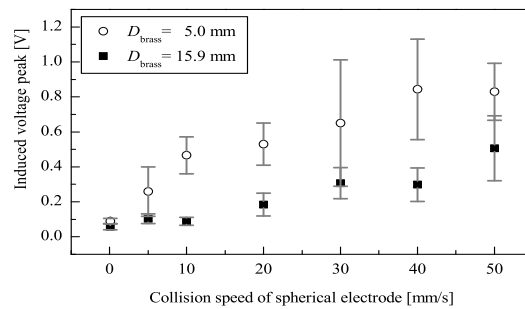 D_brass = 5.0 mm
D_brass = 15.9 mm
Induced voltage peak [V]
1.2
1.0
0.8
0.6
0.4
0.2
0.0
0 10 20 30 40 50
Collision speed of spherical electrode [mm/s]